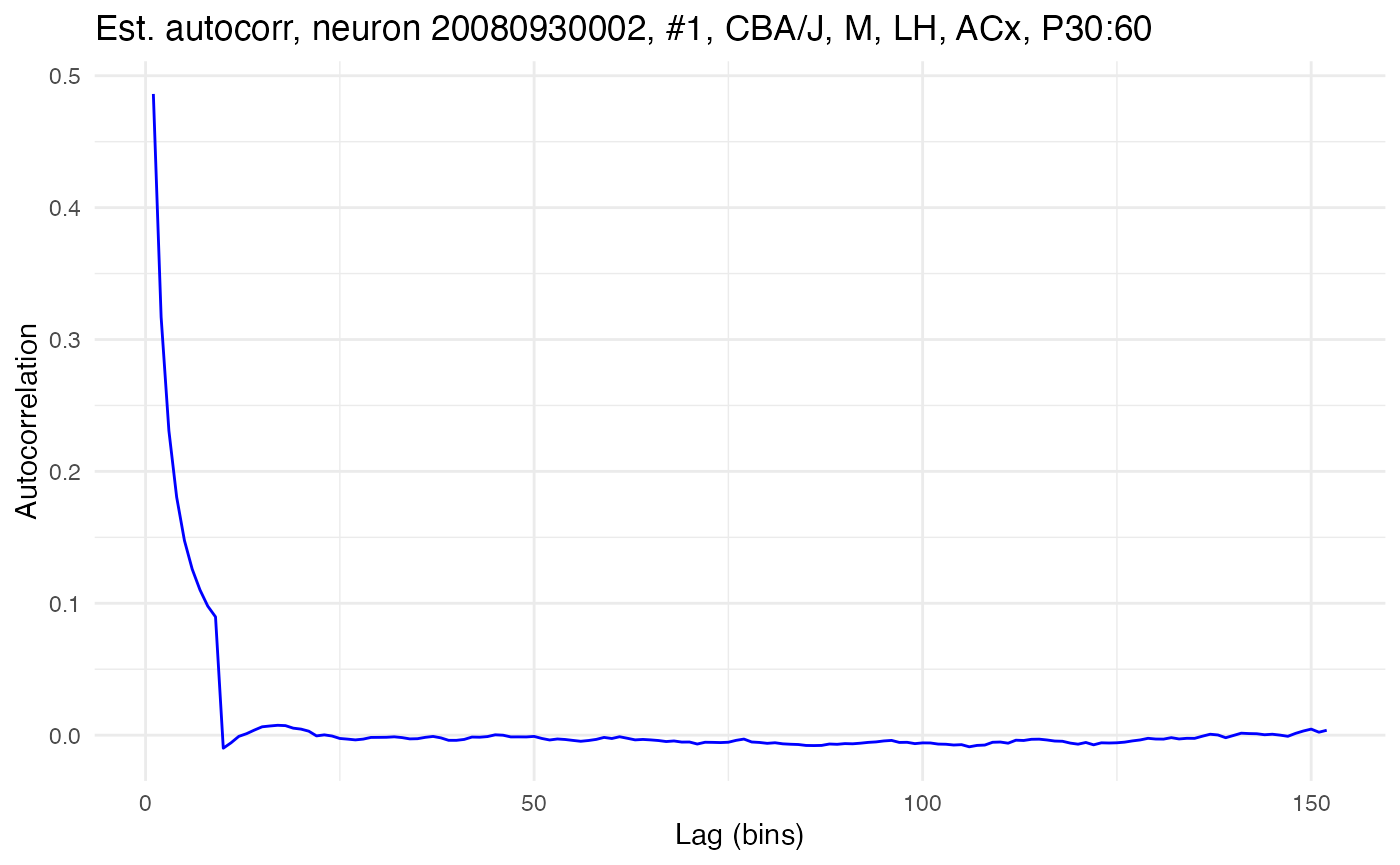 Est. autocorr, neuron 20080930002, #1, CBA/J, M, LH, ACx, P30:60
0.5
0.4
0.3
0.2
0.1
0.0
Autocorrelation
0 50 100 150
Lag (bins)